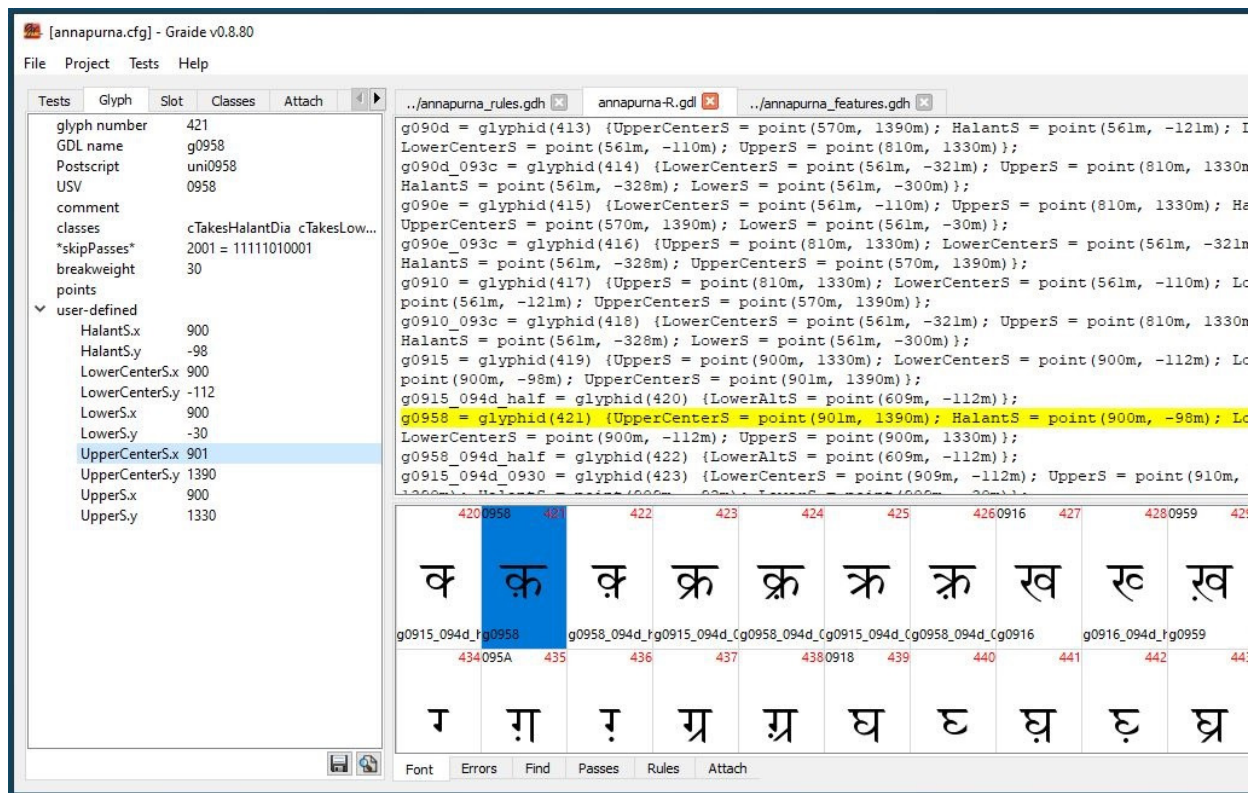 [annapurna.cfg] - Graide v0.8.80
File Project Tests Help
Tests Glyph Slot Classes Attach
glyph number 421
GDL name g0958
Postscript uni0958
USV 0958
comment
classes cTakesHalantDia cTakesLow...
*skipPasses* 2001 = 11111010001
breakweight 30
points
user-defined
HalantS.x 900
HalantS.y -98
LowerCenterS.x 900
LowerCenterS.y -112
LowerS.x 900
LowerS.y -30
UpperCenterS.x 901
UpperCenterS.y 1390
UpperS.x 900
UpperS.y 1330
../annapurna_rules.gdh annapurna-R.gdl ../annapurna_features.gdh
g090d = glyphid(413) {UpperCenterS = point(570m, 1390m); HalantS = point(561m, -121m);
LowerCenterS = point(561m, -110m); UpperS = point(810m, 1330m)};
g090d_093c = glyphid(414) {LowerCenterS = point(561m, -321m); UpperS = point(810m, 1330m
HalantS = point(561m, -328m); LowerS = point(561m, -300m)};
g090e = glyphid(415) {LowerCenterS = point(561m, -110m); UpperS = point(810m, 1330m); Ha
UpperCenterS = point(570m, 1390m); LowerS = point(561m, -30m)};
g090e_093c = glyphid(416) {UpperS = point(810m, 1330m); LowerCenterS = point(561m, -321m
HalantS = point(561m, -328m); UpperCenterS = point(570m, 1390m)};
g0910 = glyphid(417) {UpperS = point(810m, 1330m); LowerCenterS = point(561m, -110m); Lo
point(561m, -121m); UpperCenterS = point(570m, 1390m)};
g0910_093c = glyphid(418) {LowerCenterS = point(561m, -321m); UpperS = point(810m, 1330m
HalantS = point(561m, -328m); LowerS = point(561m, -300m)};
g0915 = glyphid(419) {UpperS = point(900m, 1330m); LowerCenterS = point(900m, -112m); Lo
point(900m, -98m); UpperCenterS = point(901m, 1390m)};
g0915_094d_half = glyphid(420) {LowerAltS = point(609m, -112m)};
g0958 = glyphid(421) {UpperCenterS = point(901m, 1390m); HalantS = point(900m, -98m); Lo
LowerCenterS = point(900m, -112m); UpperS = point(900m, 1330m)};
g0958_094d_half = glyphid(422) {LowerAltS = point(609m, -112m)};
g0915_094d_0930 = glyphid(423) {LowerCenterS = point(909m, -112m); UpperS = point(910m,
420 0958 421 422 423 424 425 426 0916 427 428 0959 429
क्‍ क़ क़्‍ क्र क़्र क्र क़्र ख ख्‍ ख़
g0915_094d_h g0958 g0958_094d_h g0915_094d_0 g0958_094d_0 g0915_094d_0 g0958_094d_0 g0916 g0916_094d_h g0959
434 095A 435 436 437 438 0918 439 440 441 442 443
ग्‍ ग़ ग़्‍ ग्र ग़्र घ घ्‍ घ़ घ़्‍ घ्र
Font Errors Find Passes Rules Attach